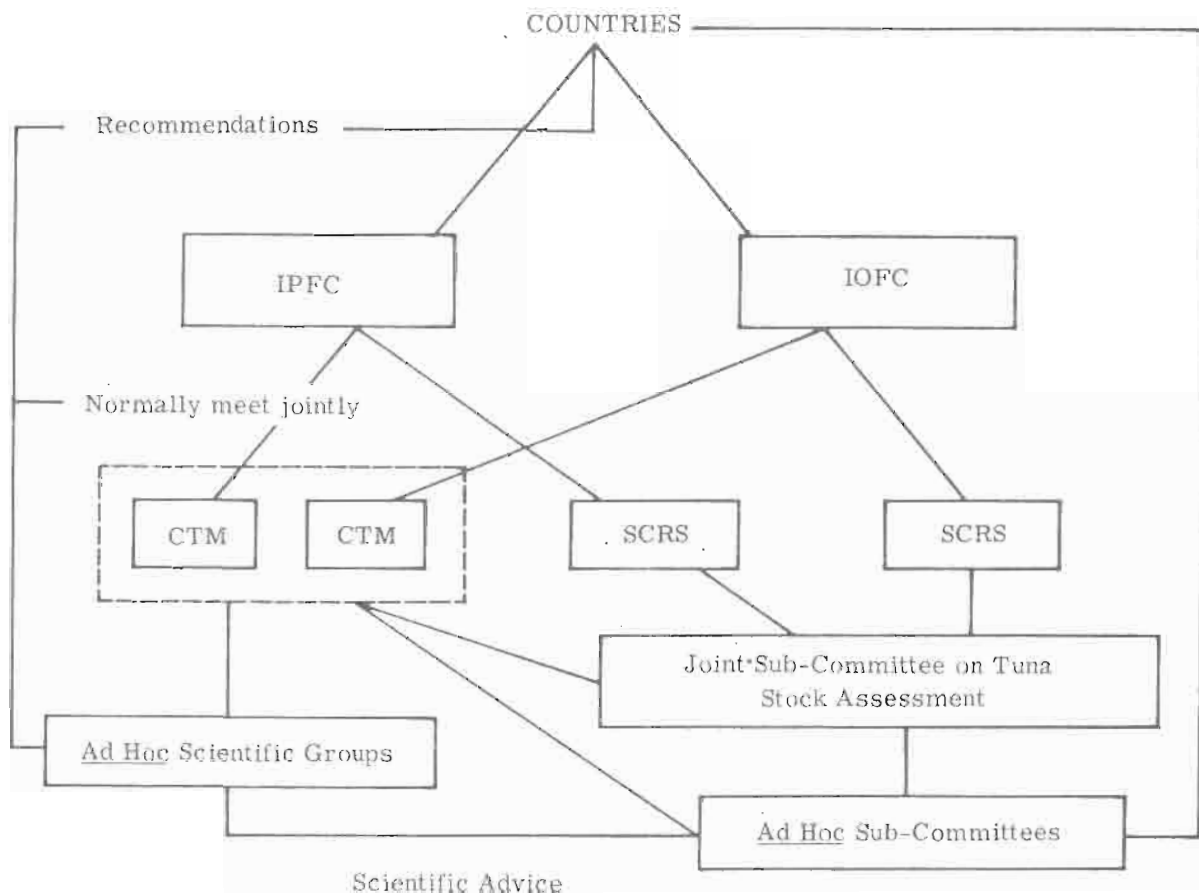 COUNTRIES
Recommendations
IPFC
IOFC
Normally meet jointly
CTM
CTM
SCRS
SCRS
Joint Sub-Committee on Tuna
Stock Assessment
Ad Hoc Scientific Groups
Ad Hoc Sub-Committees
Scientific Advice